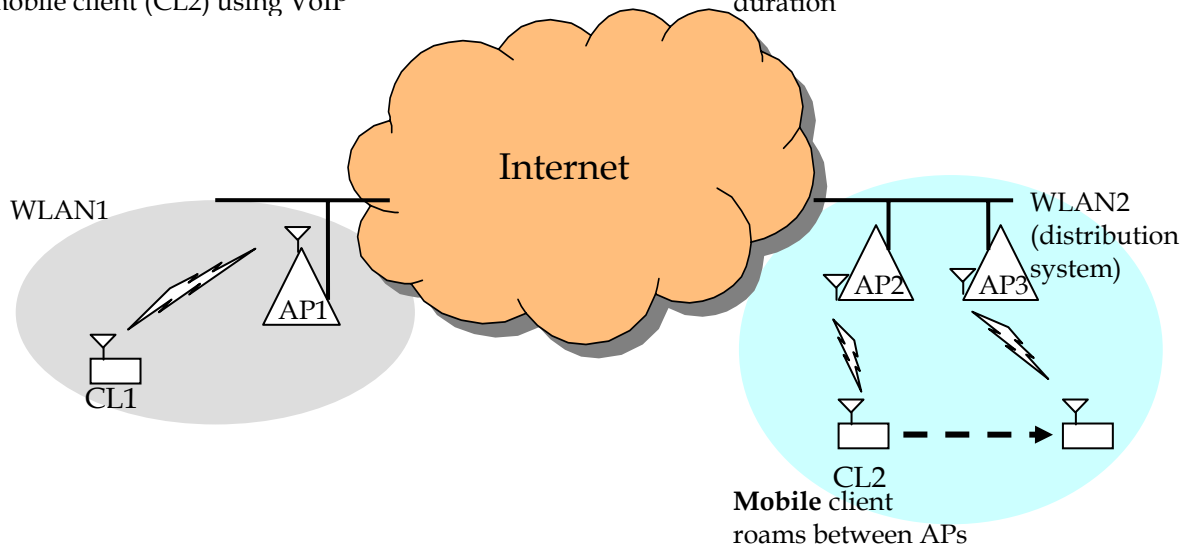 mobile client (CL2) using VoIP
duration
Internet
WLAN1
AP1
CL1
WLAN2
(distribution
system)
AP2
AP3
CL2
Mobile client
roams between APs